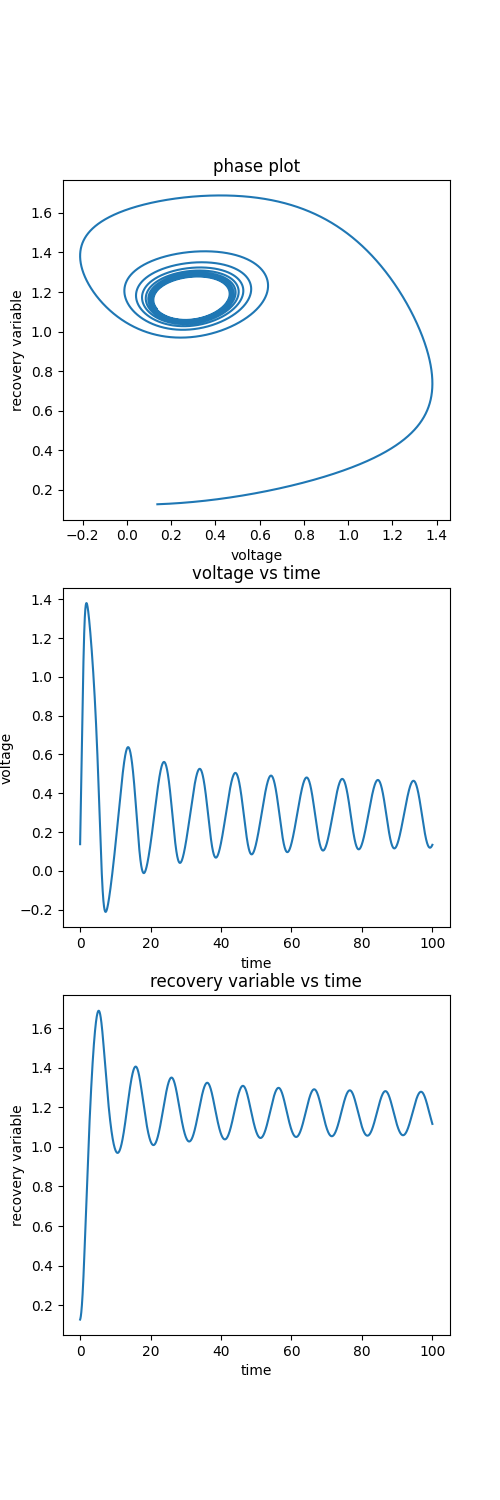 phase plot
1.6
1.4
1.2
1.0
0.8
0.6
0.4
0.2
recovery variable
−0.2 0.0 0.2 0.4 0.6 0.8 1.0 1.2 1.4
voltage
voltage vs time
1.4
1.2
1.0
0.8
0.6
0.4
0.2
0.0
−0.2
voltage
0 20 40 60 80 100
time
recovery variable vs time
1.6
1.4
1.2
1.0
0.8
0.6
0.4
0.2
recovery variable
0 20 40 60 80 100
time